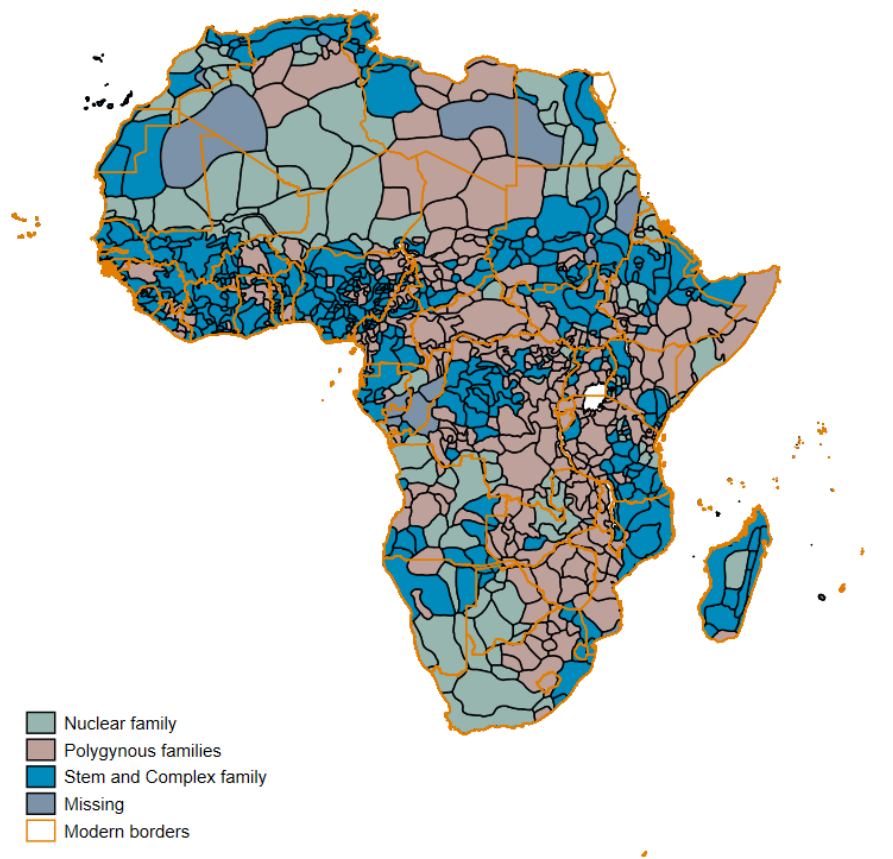 Nuclear family
Polygynous families
Stem and Complex family
Missing
Modern borders